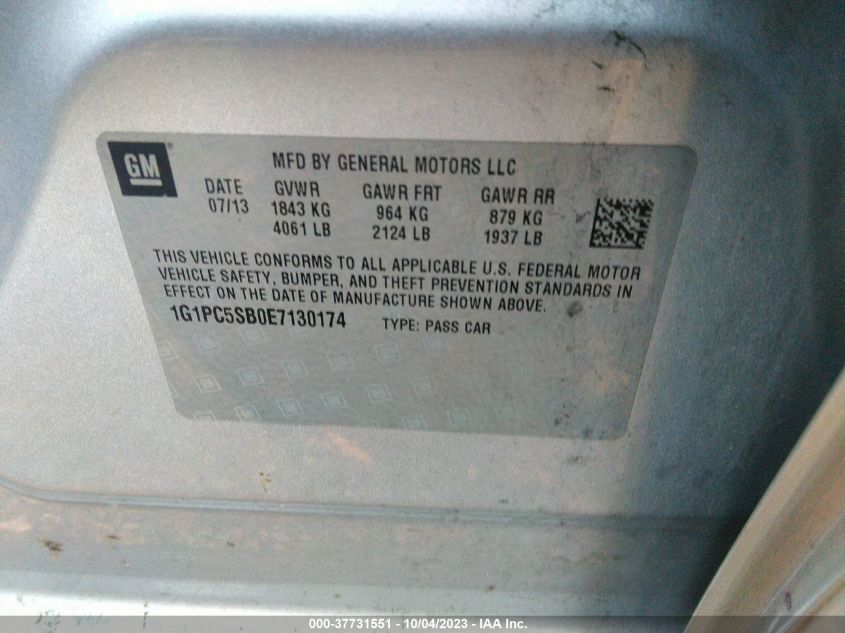 GM
MFD BY GENERAL MOTORS LLC
DATE GVWR GAWR FRT GAWR RR
07/13 1843 KG 964 KG 879 KG
4061 LB 2124 LB 1937 LB
THIS VEHICLE CONFORMS TO ALL APPLICABLE U.S. FEDERAL MOTOR
VEHICLE SAFETY, BUMPER, AND THEFT PREVENTION STANDARDS IN
EFFECT ON THE DATE OF MANUFACTURE SHOWN ABOVE.
1G1PC5SB0E7130174 TYPE: PASS CAR
000-37731551 - 10/04/2023 - IAA Inc.